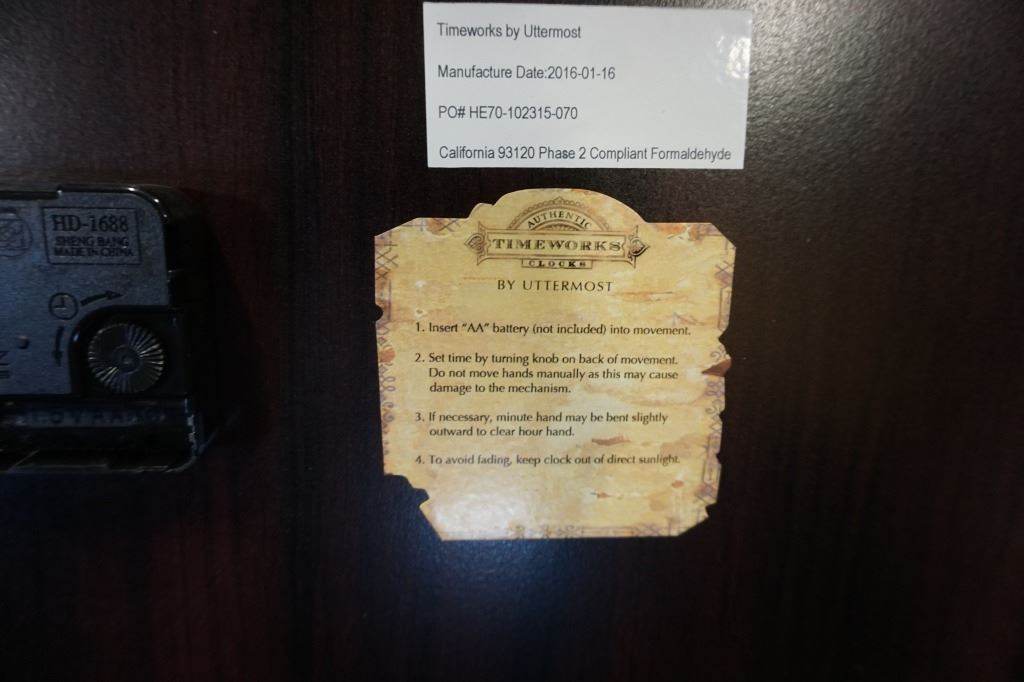 Timeworks by Uttermost
Manufacture Date:2016-01-16
PO# HE70-102315-070
California 93120 Phase 2 Compliant Formaldehyde
HD-1688
SHENG BANG
MADE IN CHINA
AUTHENTIC
TIMEWORKS
CLOCKS
BY UTTERMOST
1. Insert "AA" battery (not included) into movement.
2. Set time by turning knob on back of movement.
Do not move hands manually as this may cause
damage to the mechanism.
3. If necessary, minute hand may be bent slightly
outward to clear hour hand.
4. To avoid fading, keep clock out of direct sunlight.